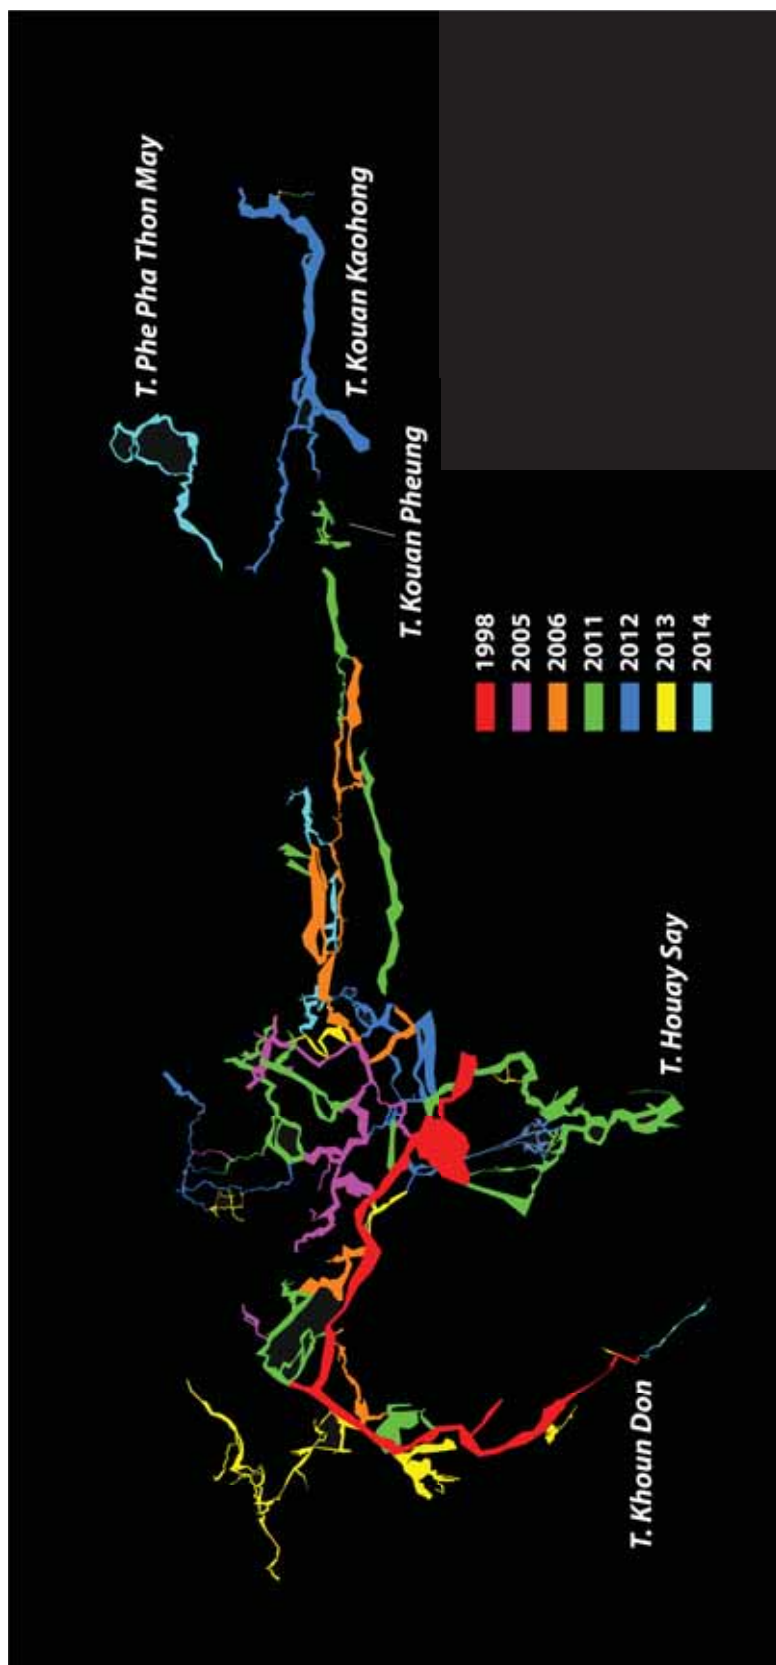 T. Phe Pha Thon May
T. Kouan Kaohong
T. Kouan Pheung
1998
2005
2006
2011
2012
2013
2014
T. Houay Say
T. Khoun Don